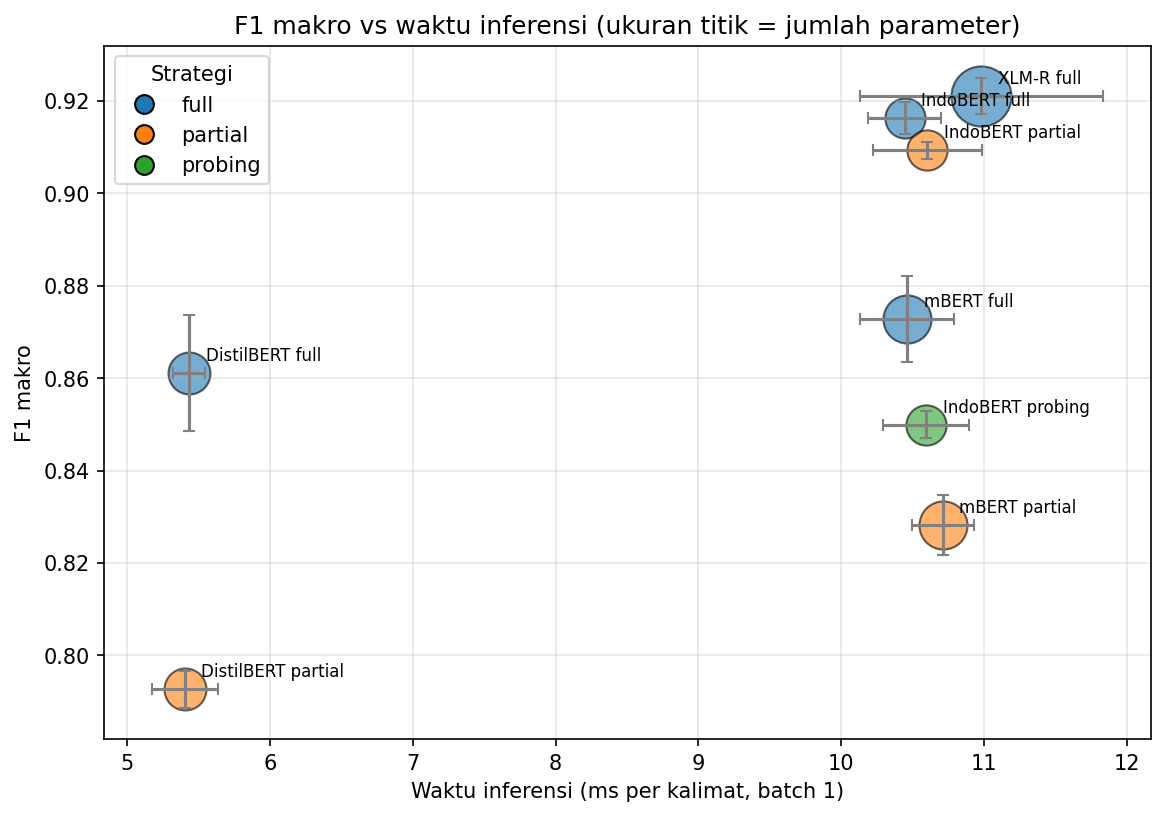 F1 makro vs waktu inferensi (ukuran titik = jumlah parameter)
Strategi
full
partial
probing
XLM-R full
IndoBERT full
IndoBERT partial
mBERT full
DistilBERT full
IndoBERT probing
mBERT partial
DistilBERT partial
F1 makro
0.92
0.90
0.88
0.86
0.84
0.82
0.80
5 6 7 8 9 10 11 12
Waktu inferensi (ms per kalimat, batch 1)